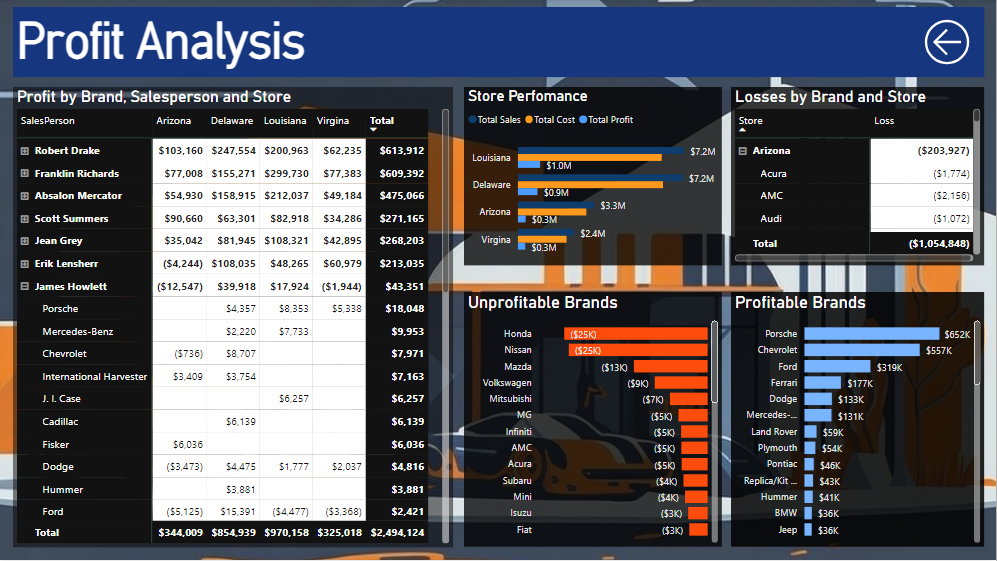 Profit Analysis
Profit by Brand, Salesperson and Store
SalesPerson Arizona Delaware Louisiana Virgina Total
Robert Drake $103,160 $247,554 $200,963 $62,235 $613,912
Franklin Richards $77,008 $155,271 $299,730 $77,383 $609,392
Absalon Mercator $54,930 $158,915 $212,037 $49,184 $475,066
Scott Summers $90,660 $63,301 $82,918 $34,286 $271,165
Jean Grey $35,042 $81,945 $108,321 $42,895 $268,203
Erik Lensherr ($4,244) $108,035 $48,265 $60,979 $213,035
James Howlett ($12,547) $39,918 $17,924 ($1,944) $43,351
Porsche $4,357 $8,353 $5,338 $18,048
Mercedes-Benz $2,220 $7,733 $9,953
Chevrolet ($736) $8,707 $7,971
International Harvester $3,409 $3,754 $7,163
J. I. Case $6,257 $6,257
Cadillac $6,139 $6,139
Fisker $6,036 $6,036
Dodge ($3,473) $4,475 $1,777 $2,037 $4,816
Hummer $3,881 $3,881
Ford ($5,125) $15,391 ($4,477) ($3,368) $2,421
Total $344,009 $854,939 $970,158 $325,018 $2,494,124
Store Perfomance
Total Sales Total Cost Total Profit
Louisiana $7.2M $1.0M
Delaware $7.2M $0.9M
Arizona $3.3M $0.3M
Virgina $2.4M $0.3M
Losses by Brand and Store
Store Loss
Arizona ($203,927)
Acura ($1,774)
AMC ($2,156)
Audi ($1,072)
Total ($1,054,848)
Unprofitable Brands
Honda ($25K)
Nissan ($25K)
Mazda ($13K)
Volkswagen ($9K)
Mitsubishi ($7K)
MG ($5K)
Infiniti ($5K)
AMC ($5K)
Acura ($5K)
Subaru ($4K)
Mini ($4K)
Isuzu ($3K)
Fiat ($3K)
Profitable Brands
Porsche $652K
Chevrolet $557K
Ford $319K
Ferrari $177K
Dodge $133K
Mercedes-... $131K
Land Rover $59K
Plymouth $54K
Pontiac $46K
Replica/Kit ... $43K
Hummer $41K
BMW $36K
Jeep $36K